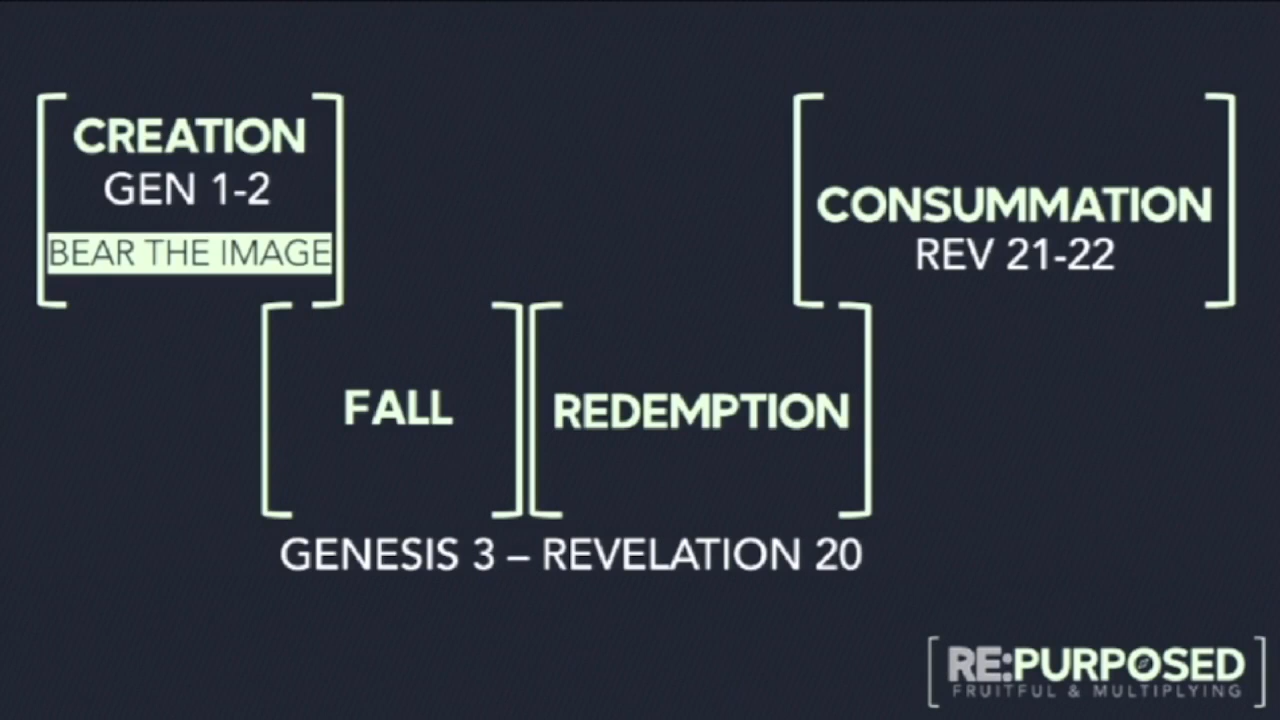 CREATION
GEN 1-2
BEAR THE IMAGE
CONSUMMATION
REV 21-22
FALL
REDEMPTION
GENESIS 3 – REVELATION 20
RE:PURPOSED
FRUITFUL & MULTIPLYING